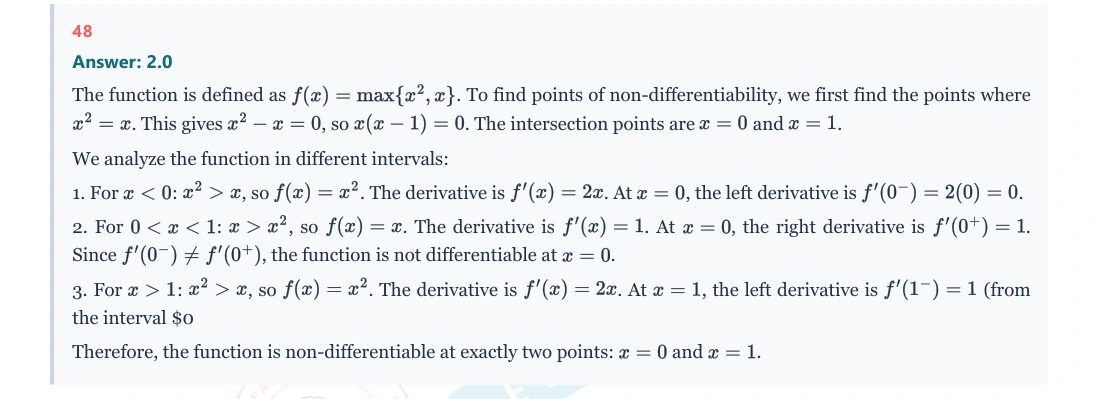 48
Answer: 2.0
The function is defined as f(x) = max{x², x}. To find points of non-differentiability, we first find the points where
x² = x. This gives x² − x = 0, so x(x − 1) = 0. The intersection points are x = 0 and x = 1.
We analyze the function in different intervals:
1. For x < 0: x² > x, so f(x) = x². The derivative is f′(x) = 2x. At x = 0, the left derivative is f′(0⁻) = 2(0) = 0.
2. For 0 < x < 1: x > x², so f(x) = x. The derivative is f′(x) = 1. At x = 0, the right derivative is f′(0⁺) = 1.
Since f′(0⁻) ≠ f′(0⁺), the function is not differentiable at x = 0.
3. For x > 1: x² > x, so f(x) = x². The derivative is f′(x) = 2x. At x = 1, the left derivative is f′(1⁻) = 1 (from
the interval $0
Therefore, the function is non-differentiable at exactly two points: x = 0 and x = 1.